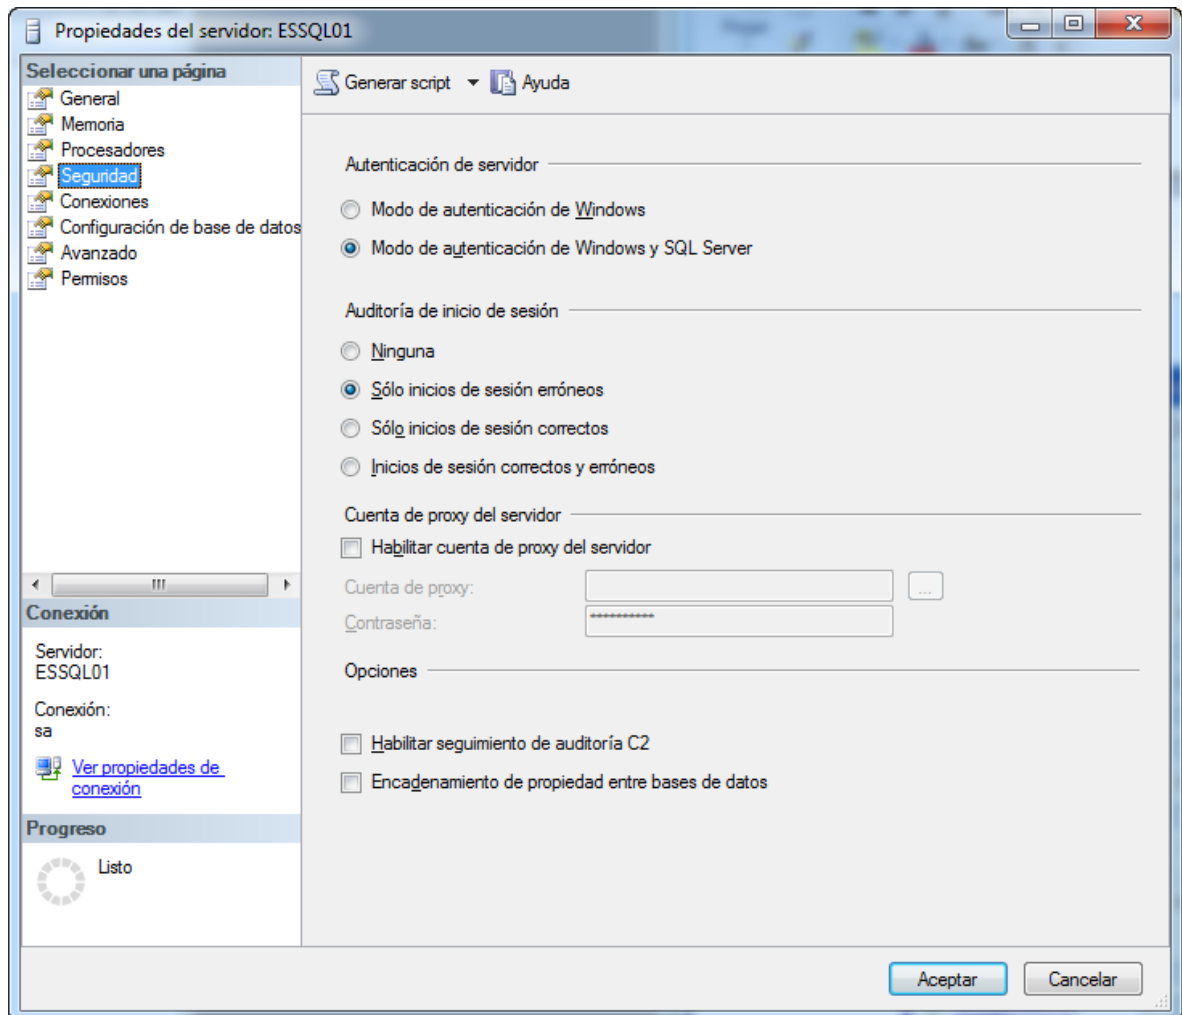 Propiedades del servidor: ESSQL01
Seleccionar una página
General
Memoria
Procesadores
Seguridad
Conexiones
Configuración de base de datos
Avanzado
Permisos
Conexión
Servidor:
ESSQL01
Conexión:
sa
Ver propiedades de
conexión
Progreso
Listo
Generar script
Ayuda
Autenticación de servidor
Modo de autenticación de Windows
Modo de autenticación de Windows y SQL Server
Auditoría de inicio de sesión
Ninguna
Sólo inicios de sesión erróneos
Sólo inicios de sesión correctos
Inicios de sesión correctos y erróneos
Cuenta de proxy del servidor
Habilitar cuenta de proxy del servidor
Cuenta de proxy:
...
Contraseña:
**********
Opciones
Habilitar seguimiento de auditoría C2
Encadenamiento de propiedad entre bases de datos
Aceptar
Cancelar